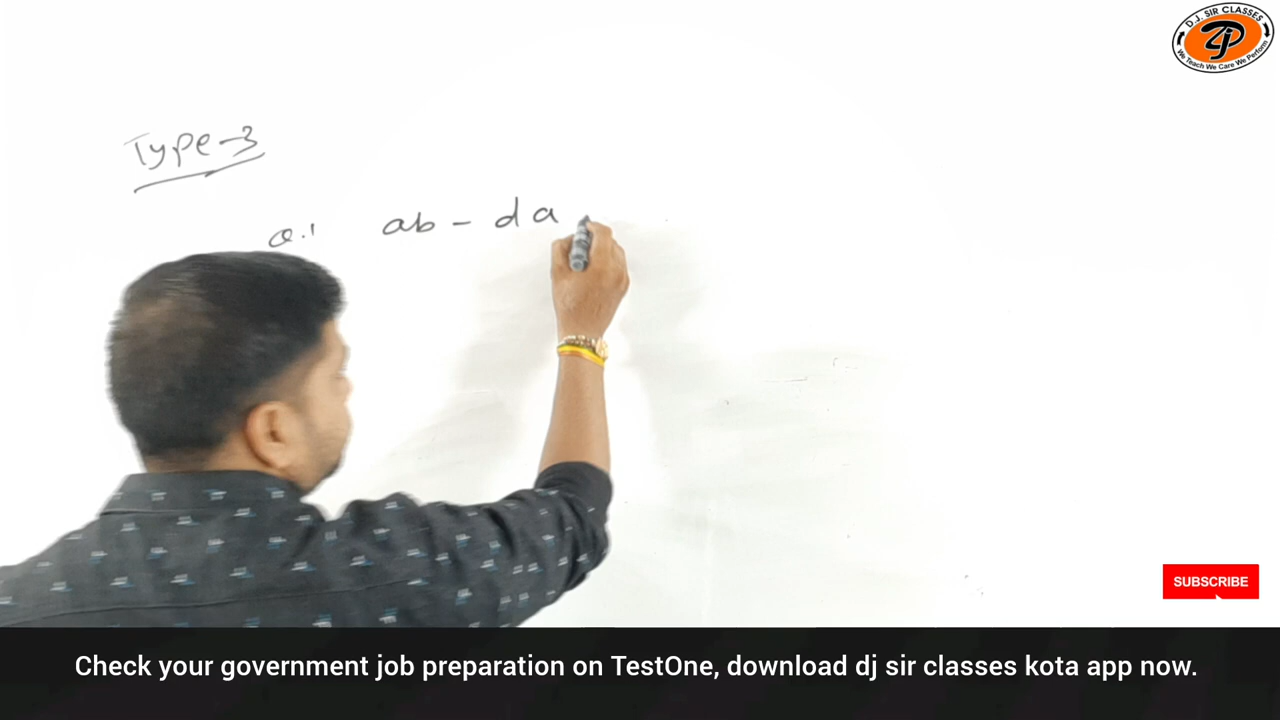 D.J. SIR CLASSES
ZP
We Teach We Care We Perform
Type-3
Q.1 ab - da
SUBSCRIBE
Check your government job preparation on TestOne, download dj sir classes kota app now.